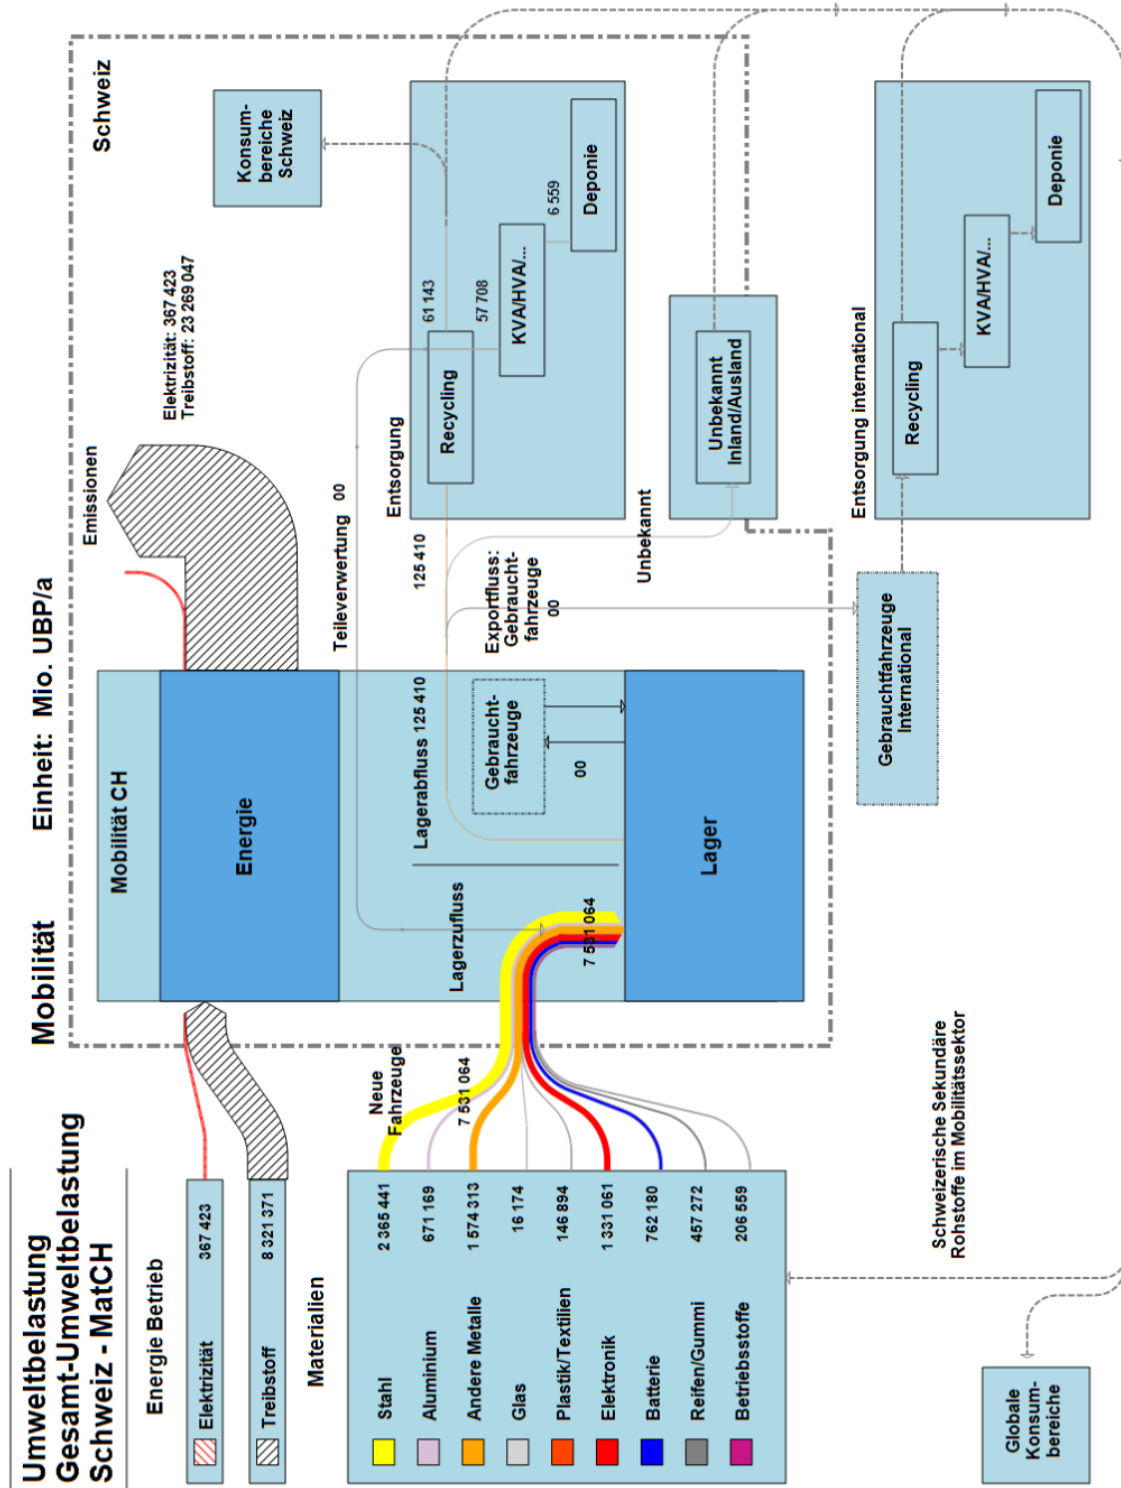 Umweltbelastung
Gesamt-Umweltbelastung
Schweiz - MatCH
Mobilität
Einheit: Mio. UBP/a
Schweiz
Energie Betrieb
Elektrizität
367 423
Treibstoff
8 321 371
Mobilität CH
Energie
Emissionen
Elektrizität: 367 423
Treibstoff: 23 269 047
Konsum-
bereiche
Schweiz
Materialien
Stahl
2 365 441
Aluminium
671 169
Andere Metalle
1 574 313
Glas
16 174
Plastik/Textilien
146 894
Elektronik
1 331 061
Batterie
762 180
Reifen/Gummi
457 272
Betriebsstoffe
206 559
Neue
Fahrzeuge
7 531 064
Lagerzufluss
7 531 064
Lagerabfluss 125 410
Gebraucht-
fahrzeuge
00
Lager
Teileverwertung 00
Entsorgung
125 410
Recycling
61 143
57 708
KVA/HVA/...
6 559
Deponie
Exportfluss:
Gebraucht-
fahrzeuge
00
Unbekannt
Unbekannt
Inland/Ausland
Gebrauchtfahrzeuge
International
Entsorgung international
Recycling
KVA/HVA/...
Deponie
Schweizerische Sekundäre
Rohstoffe im Mobilitätssektor
Globale
Konsum-
bereiche